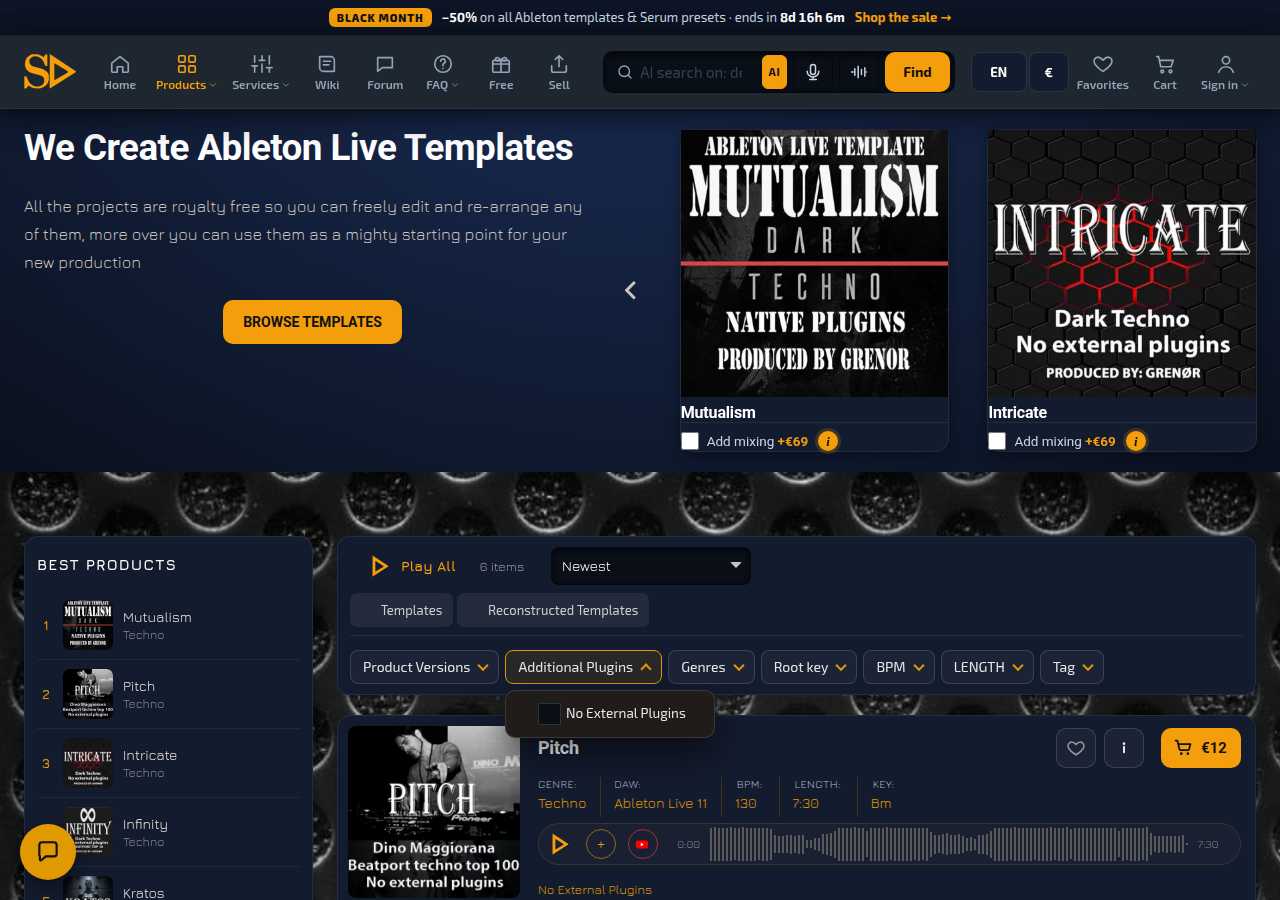 BLACK MONTH −50% on all Ableton templates & Serum presets · ends in 8d 16h 6m Shop the sale →
SD
Home
Products
Services
Wiki
Forum
FAQ
Free
Sell
AI search on: dr
AI
Find
EN
€
Favorites
Cart
Sign in
We Create Ableton Live Templates
All the projects are royalty free so you can freely edit and re-arrange any
of them, more over you can use them as a mighty starting point for your
new production
BROWSE TEMPLATES
ABLETON LIVE TEMPLATE
MUTUALISM
DARK
TECHNO
NATIVE PLUGINS
PRODUCED BY GRENOR
Mutualism
Add mixing +€69 i
INTRICATE
Dark Techno
No external plugins
PRODUCED BY: GRENØR
Intricate
Add mixing +€69 i
BEST PRODUCTS
1
Mutualism
Techno
2
Pitch
Techno
3
Intricate
Techno
Infinity
Techno
Kratos
Play All
6 items
Newest
Templates
Reconstructed Templates
Product Versions
Additional Plugins
Genres
Root key
BPM
LENGTH
Tag
No External Plugins
PITCH
Dino Maggiorana
Beatport techno top 100
No external plugins
Pitch
i
€12
GENRE:
Techno
DAW:
Ableton Live 11
BPM:
130
LENGTH:
7:30
KEY:
Bm
+
0:00
7:30
No External Plugins